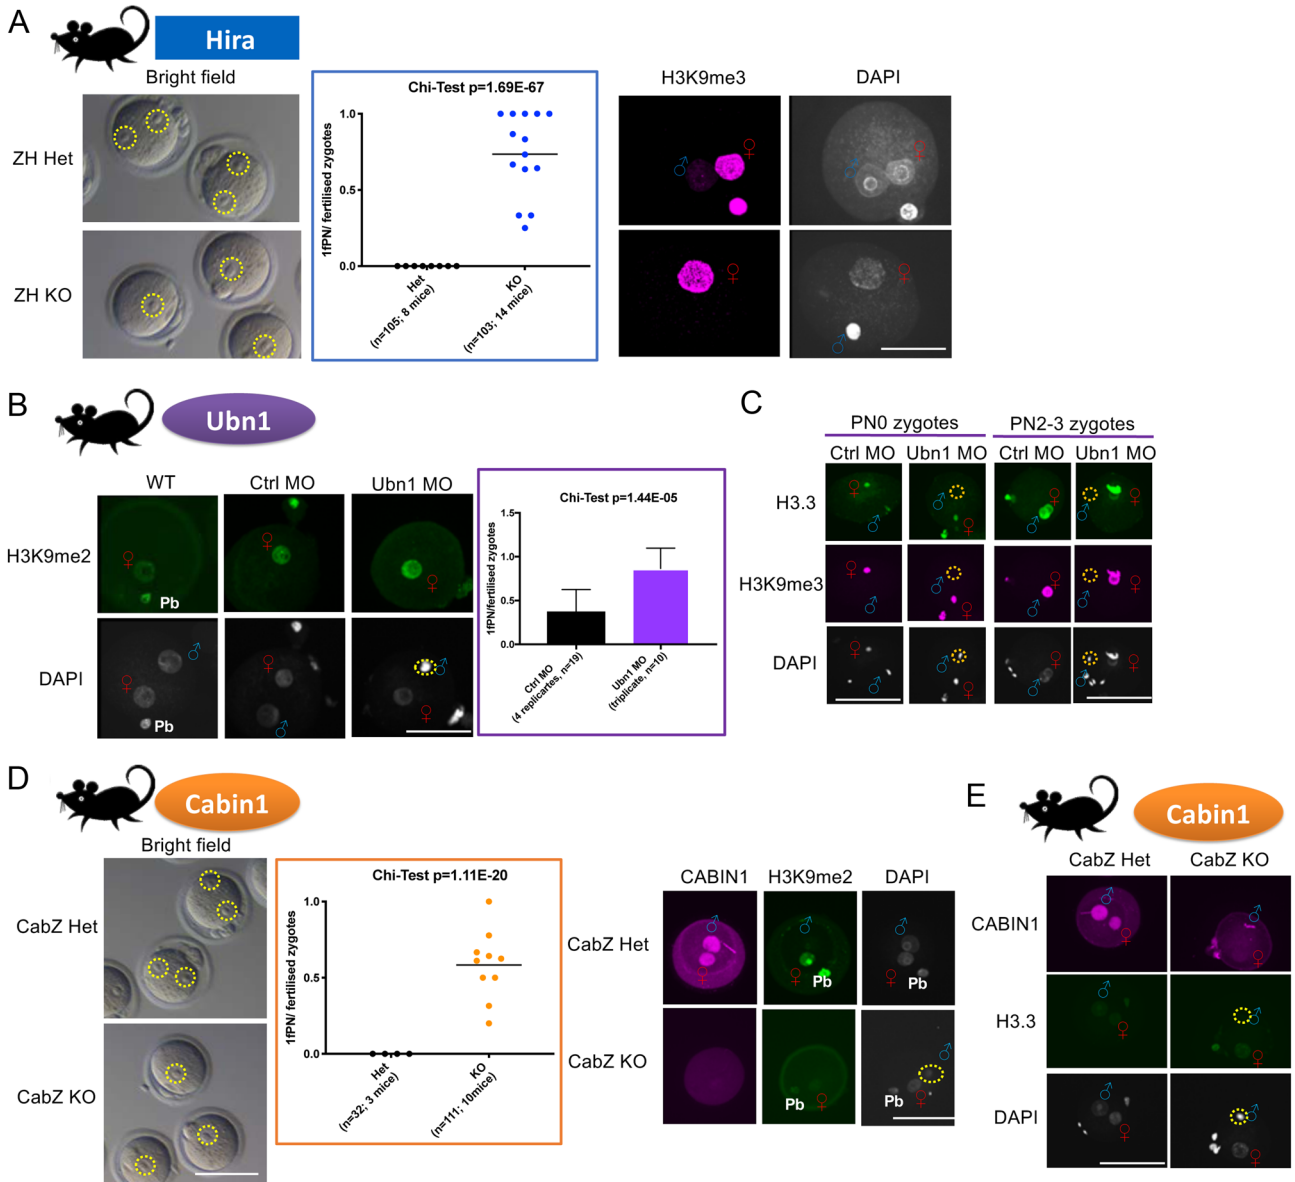 A
Hira
Bright field
ZH Het
ZH KO
Chi-Test p=1.69E-67
1fPN/ fertilised zygotes
1.0
0.5
0.0
Het
(n=105; 8 mice)
KO
(n=103; 14 mice)
H3K9me3
DAPI
♂
♀
♂
♀
♀
♀
♂
B
Ubn1
WT
Ctrl MO
Ubn1 MO
H3K9me2
♀
Pb
♀
♀
DAPI
♂
♀
Pb
♀
♂
♂
♀
Chi-Test p=1.44E-05
1fPN/fertilised zygotes
1.5
1.0
0.5
0.0
Ctrl MO
(4 replicartes, n=19)
Ubn1 MO
(triplicate, n=10)
C
PN0 zygotes
PN2-3 zygotes
Ctrl MO
Ubn1 MO
Ctrl MO
Ubn1 MO
H3.3
♀
♂
♂
♀
♀
♂
♂
♀
H3K9me3
♀
♂
♂
♀
♀
♂
♂
♀
DAPI
♀
♂
♂
♀
♀
♂
♂
♀
D
Cabin1
Bright field
CabZ Het
CabZ KO
Chi-Test p=1.11E-20
1fPN/ fertilised zygotes
1.0
0.5
0.0
Het
(n=32; 3 mice)
KO
(n=111; 10mice)
CABIN1
H3K9me2
DAPI
CabZ Het
♂
♀
♂
♀
Pb
♂
♀
Pb
CabZ KO
Pb
♀
♂
Pb
♀
E
Cabin1
CabZ Het
CabZ KO
CABIN1
♂
♀
♂
♀
H3.3
♂
♀
♂
♀
DAPI
♂
♀
♂
♀